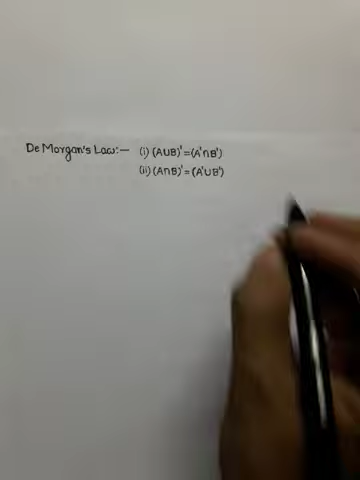 De Morgan's Law:- (i) (A∪B)' = (A'∩B')
(ii) (A∩B)' = (A'∪B')